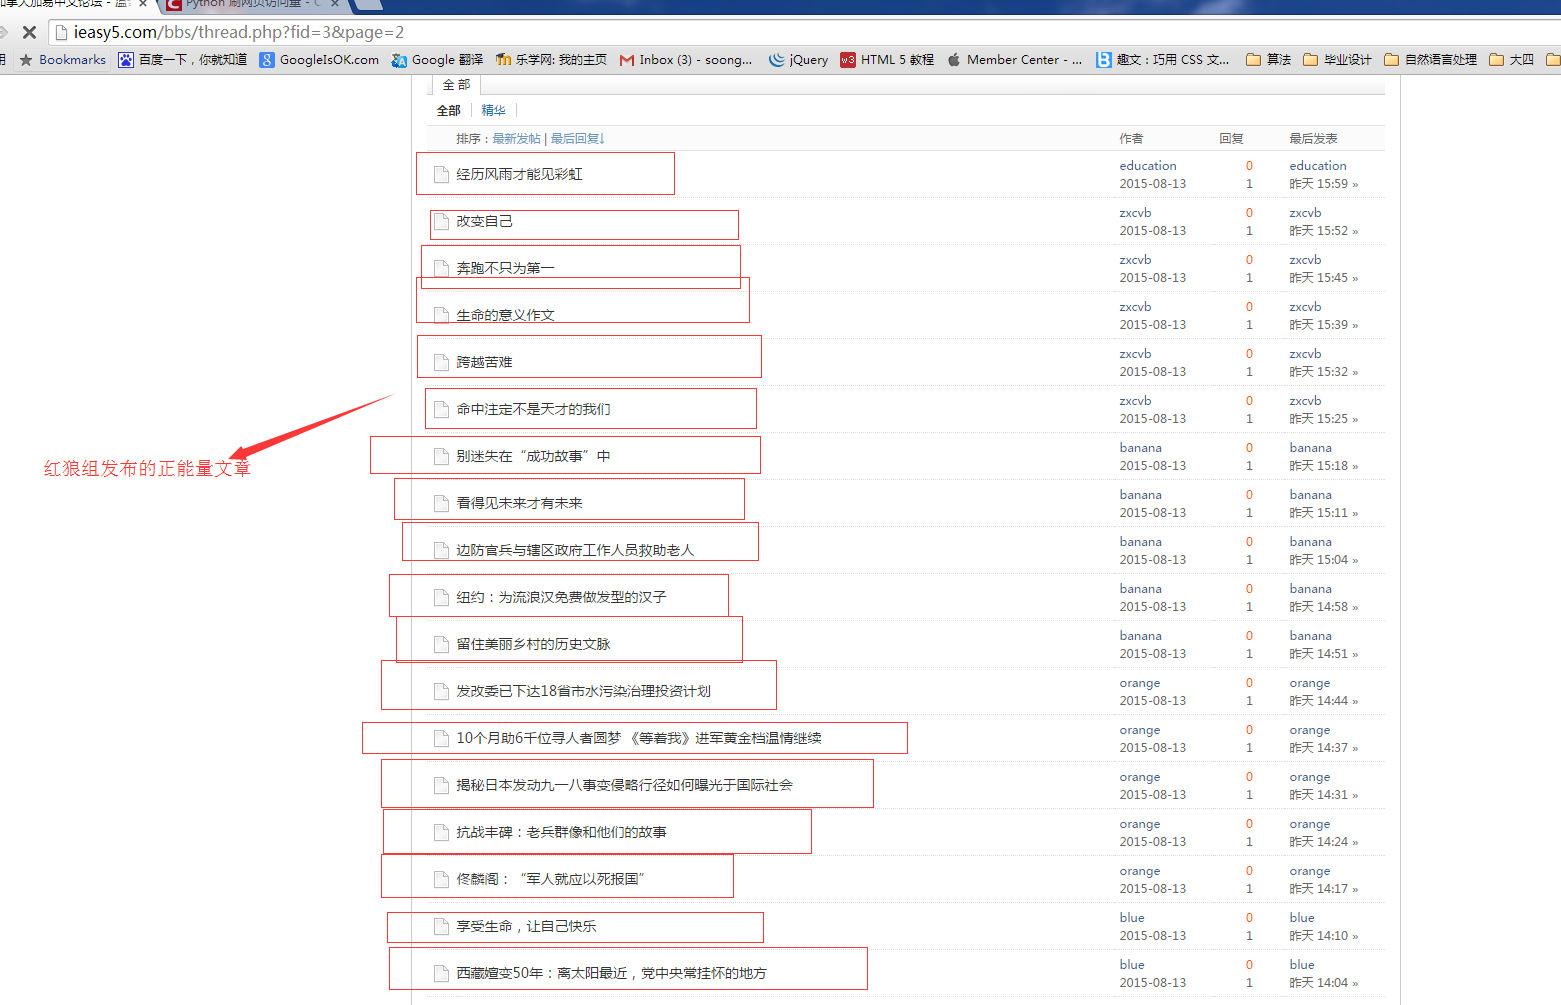 加拿大加易中文论坛 -
Python 刷网页访问量 - C
ieasy5.com/bbs/thread.php?fid=3&page=2
用 Bookmarks 百度一下，你就知道 GoogleIsOK.com Google 翻译 乐学网: 我的主页 Inbox (3) - soong... jQuery HTML 5 教程 Member Center - ... 趣文：巧用 CSS 文... 算法 毕业设计 自然语言处理 大四
全 部
全部 精华
排序：最新发帖 | 最后回复↓ 作者 回复 最后发表
经历风雨才能见彩虹 education 0 education
2015-08-13 1 昨天 15:59 »
改变自己 zxcvb 0 zxcvb
2015-08-13 1 昨天 15:52 »
奔跑不只为第一 zxcvb 0 zxcvb
2015-08-13 1 昨天 15:45 »
生命的意义作文 zxcvb 0 zxcvb
2015-08-13 1 昨天 15:39 »
跨越苦难 zxcvb 0 zxcvb
2015-08-13 1 昨天 15:32 »
命中注定不是天才的我们 zxcvb 0 zxcvb
2015-08-13 1 昨天 15:25 »
别迷失在“成功故事”中 banana 0 banana
2015-08-13 1 昨天 15:18 »
红狼组发布的正能量文章
看得见未来才有未来 banana 0 banana
2015-08-13 1 昨天 15:11 »
边防官兵与辖区政府工作人员救助老人 banana 0 banana
2015-08-13 1 昨天 15:04 »
纽约：为流浪汉免费做发型的汉子 banana 0 banana
2015-08-13 1 昨天 14:58 »
留住美丽乡村的历史文脉 banana 0 banana
2015-08-13 1 昨天 14:51 »
发改委已下达18省市水污染治理投资计划 orange 0 orange
2015-08-13 1 昨天 14:44 »
10个月助6千位寻人者圆梦 《等着我》进军黄金档温情继续 orange 0 orange
2015-08-13 1 昨天 14:37 »
揭秘日本发动九一八事变侵略行径如何曝光于国际社会 orange 0 orange
2015-08-13 1 昨天 14:31 »
抗战丰碑：老兵群像和他们的故事 orange 0 orange
2015-08-13 1 昨天 14:24 »
佟麟阁：“军人就应以死报国” orange 0 orange
2015-08-13 1 昨天 14:17 »
享受生命，让自己快乐 blue 0 blue
2015-08-13 1 昨天 14:10 »
西藏嬗变50年：离太阳最近，党中央常挂怀的地方 blue 0 blue
2015-08-13 1 昨天 14:04 »